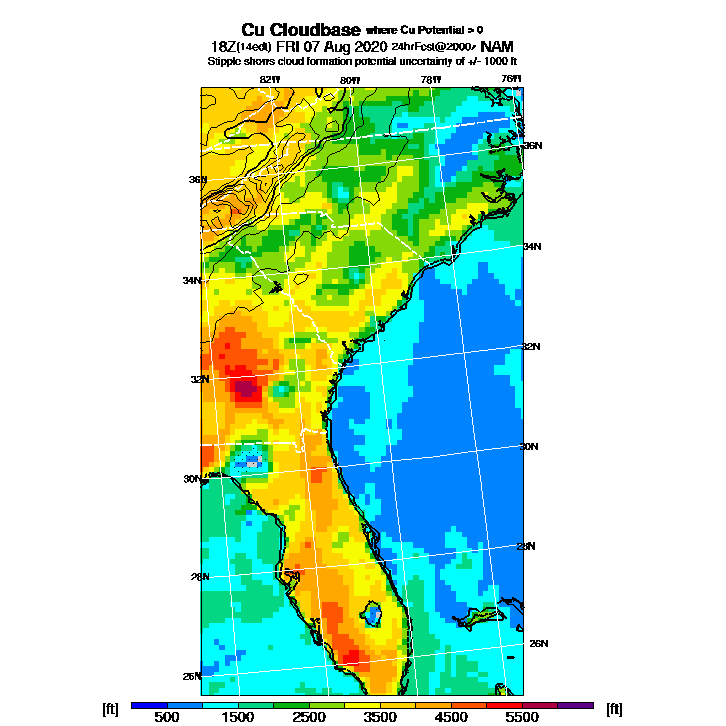 Cu Cloudbase where Cu Potential > 0
18Z(14edt) FRI 07 Aug 2020 24hrFcst@2000z NAM
Stipple shows cloud formation potential uncertainty of +/- 1000 ft
82W 80W 78W 76W
36N
36N
34N
34N
32N
32N
30N
30N
28N
28N
26N
26N
[ft] 500 1500 2500 3500 4500 5500 [ft]